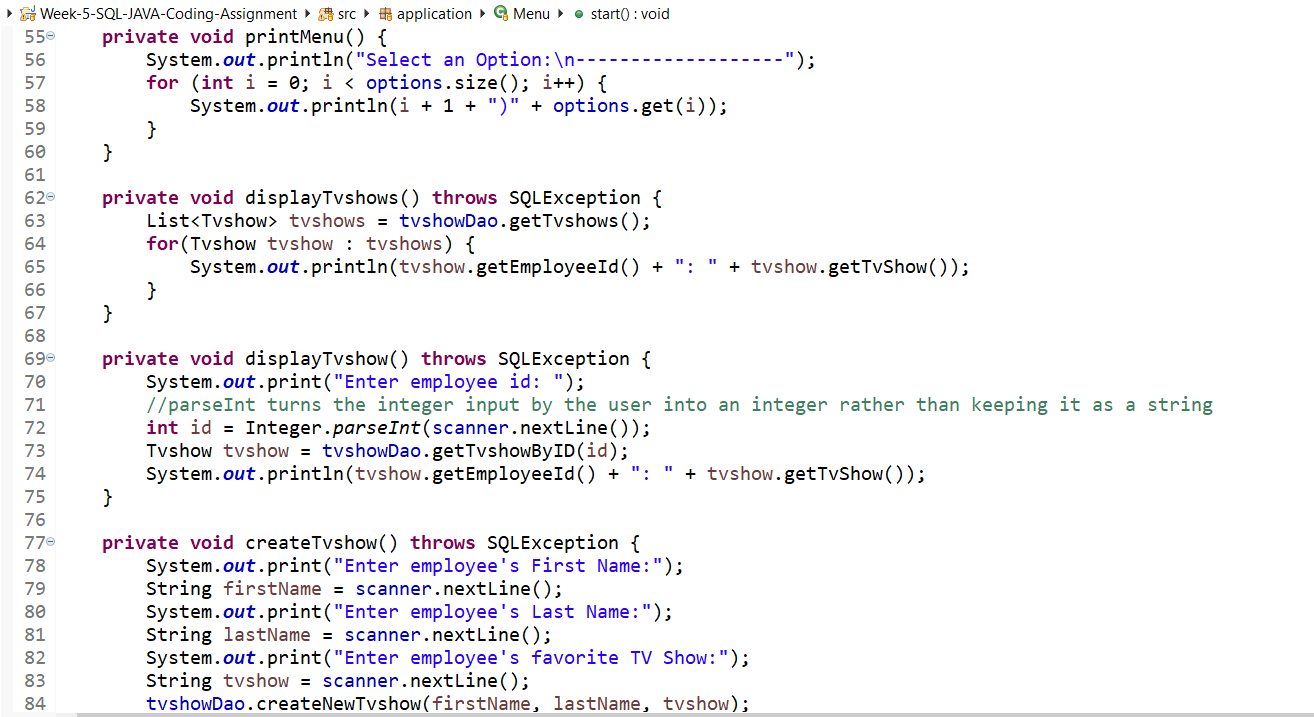 Week-5-SQL-JAVA-Coding-Assignment src application Menu start() : void
55 private void printMenu() {
56 System.out.println("Select an Option:\n-------------------");
57 for (int i = 0; i < options.size(); i++) {
58 System.out.println(i + 1 + ")" + options.get(i));
59 }
60 }
61
62 private void displayTvshows() throws SQLException {
63 List<Tvshow> tvshows = tvshowDao.getTvshows();
64 for(Tvshow tvshow : tvshows) {
65 System.out.println(tvshow.getEmployeeId() + ": " + tvshow.getTvShow());
66 }
67 }
68
69 private void displayTvshow() throws SQLException {
70 System.out.print("Enter employee id: ");
71 //parseInt turns the integer input by the user into an integer rather than keeping it as a string
72 int id = Integer.parseInt(scanner.nextLine());
73 Tvshow tvshow = tvshowDao.getTvshowByID(id);
74 System.out.println(tvshow.getEmployeeId() + ": " + tvshow.getTvShow());
75 }
76
77 private void createTvshow() throws SQLException {
78 System.out.print("Enter employee's First Name:");
79 String firstName = scanner.nextLine();
80 System.out.print("Enter employee's Last Name:");
81 String lastName = scanner.nextLine();
82 System.out.print("Enter employee's favorite TV Show:");
83 String tvshow = scanner.nextLine();
84 tvshowDao.createNewTvshow(firstName, lastName, tvshow);